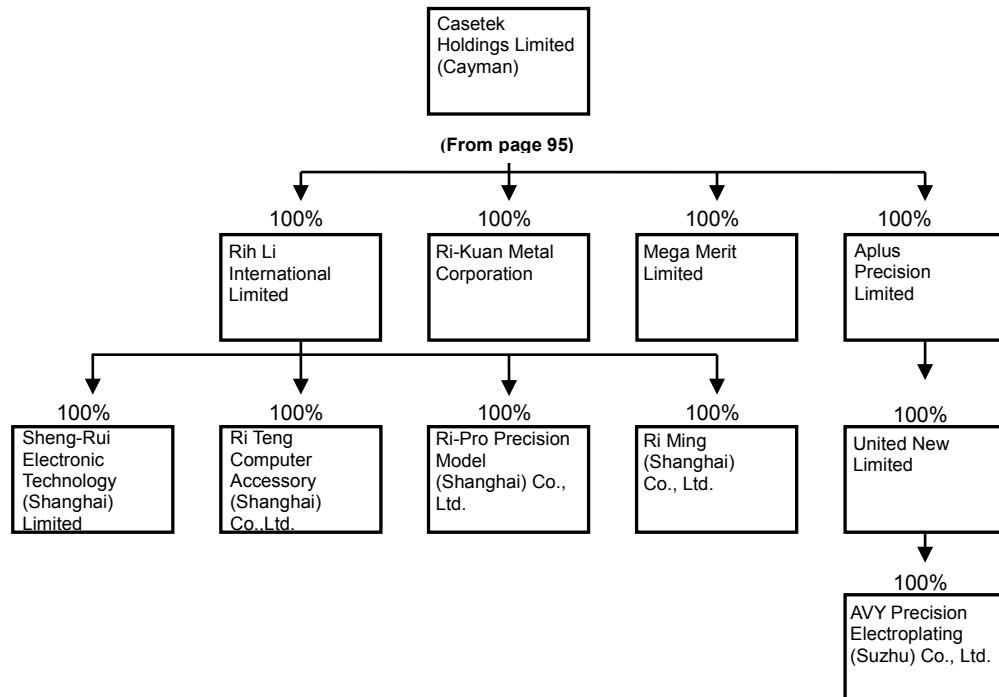 Casetek
Holdings Limited
(Cayman)
(From page 95)
100%
100%
100%
100%
Rih Li
International
Limited
Ri-Kuan Metal
Corporation
Mega Merit
Limited
Aplus
Precision
Limited
100%
100%
100%
100%
100%
Sheng-Rui
Electronic
Technology
(Shanghai)
Limited
Ri Teng
Computer
Accessory
(Shanghai)
Co.,Ltd.
Ri-Pro Precision
Model
(Shanghai) Co.,
Ltd.
Ri Ming
(Shanghai)
Co., Ltd.
United New
Limited
100%
AVY Precision
Electroplating
(Suzhu) Co., Ltd.